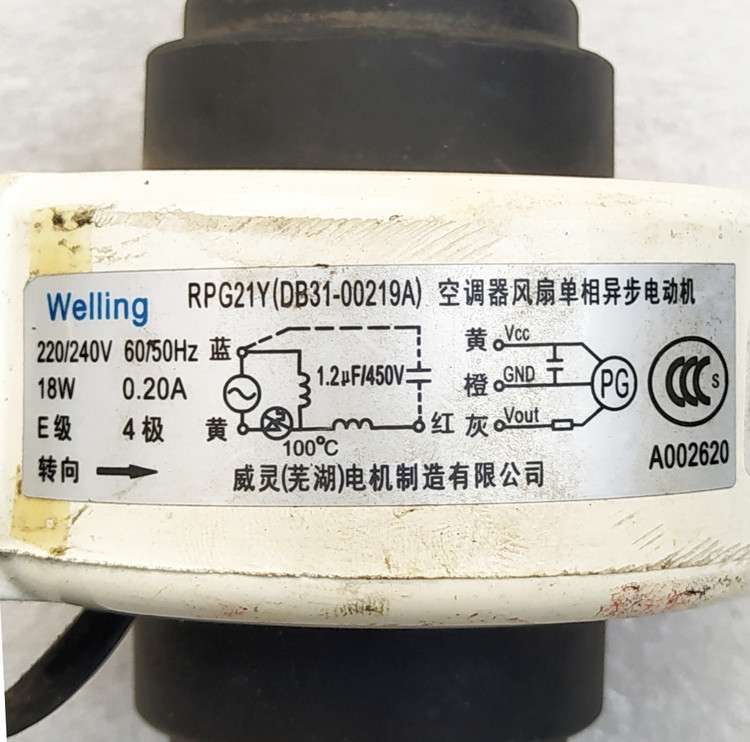 Welling RPG21Y(DB31-00219A) 空调器风扇单相异步电动机
220/240V 60/50Hz
18W 0.20A
E级 4极
转向
蓝
1.2μF/450V
黄
100℃
红
黄 Vcc
橙 GND
灰 Vout
PG
CCC S
A002620
威灵(芜湖)电机制造有限公司